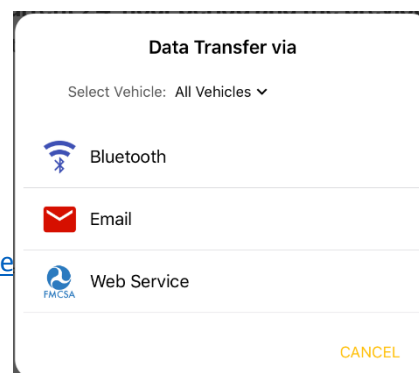 Data Transfer via
Select Vehicle: All Vehicles
Bluetooth
Email
e
FMCSA Web Service
CANCEL